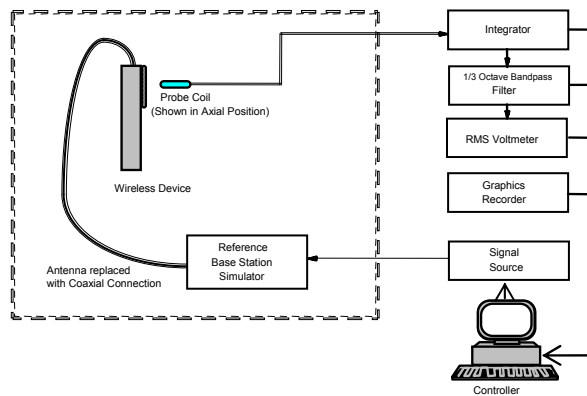 Integrator
1/3 Octave Bandpass
Filter
RMS Voltmeter
Graphics
Recorder
Probe Coil
(Shown in Axial Position)
Wireless Device
Antenna replaced
with Coaxial Connection
Reference
Base Station
Simulator
Signal
Source
Controller